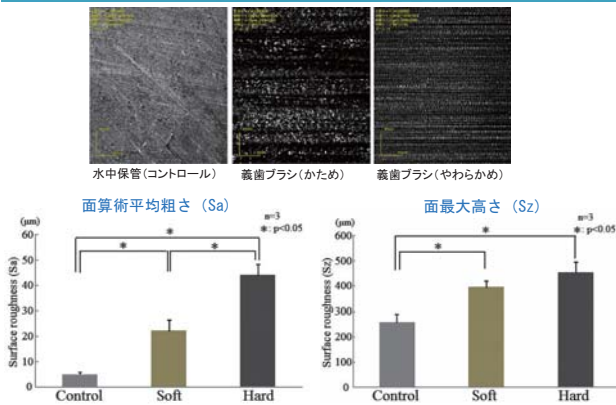 水中保管(コントロール)
義歯ブラシ(かため)
義歯ブラシ(やわらかめ)
面算術平均粗さ（Sa）
(μm)
n=3
*: p<0.05
Surface roughness (Sa)
60
50
40
30
20
10
0
*
*
*
Control
Soft
Hard
面最大高さ（Sz）
(μm)
n=3
*: p<0.05
Surface roughness (Sz)
600
500
400
300
200
100
0
*
*
Control
Soft
Hard